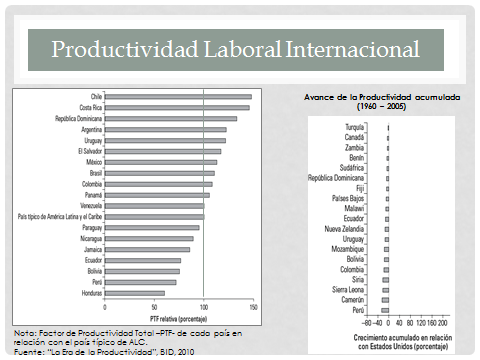 Productividad Laboral Internacional
Chile
Costa Rica
República Dominicana
Argentina
Uruguay
El Salvador
México
Brasil
Colombia
Panamá
Venezuela
País típico de América Latina y el Caribe
Paraguay
Nicaragua
Jamaica
Ecuador
Bolivia
Perú
Honduras
0 50 100 150
PTF relativa (porcentaje)
Nota: Factor de Productividad Total –PTF- de cada país en
relación con el país típico de ALC.
Fuente: "La Era de la Productividad", BID, 2010
Avance de la Productividad acumulada
(1960 – 2005)
Turquía
Canadá
Zambia
Benín
Sudáfrica
República Dominicana
Fiji
Países Bajos
Malawi
Ecuador
Nueva Zelandia
Uruguay
Mozambique
Bolivia
Colombia
Siria
Sierra Leona
Camerún
Perú
–80 –40 0 40 80 120 160 200
Crecimiento acumulado en relación
con Estados Unidos (porcentaje)